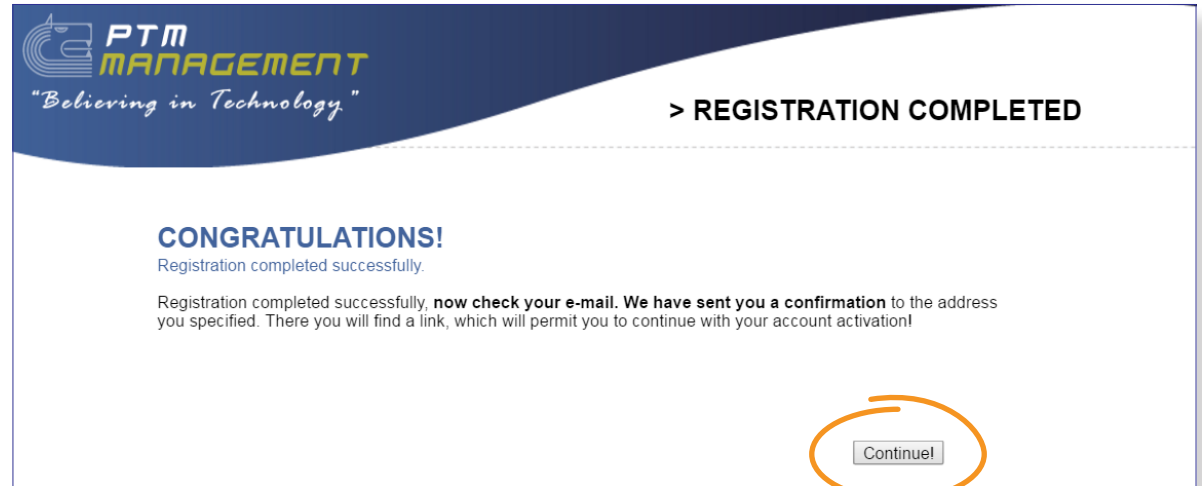 PTM
MANAGEMENT
"Believing in Technology"
> REGISTRATION COMPLETED
CONGRATULATIONS!
Registration completed successfully.
Registration completed successfully, now check your e-mail. We have sent you a confirmation to the address
you specified. There you will find a link, which will permit you to continue with your account activation!
Continue!